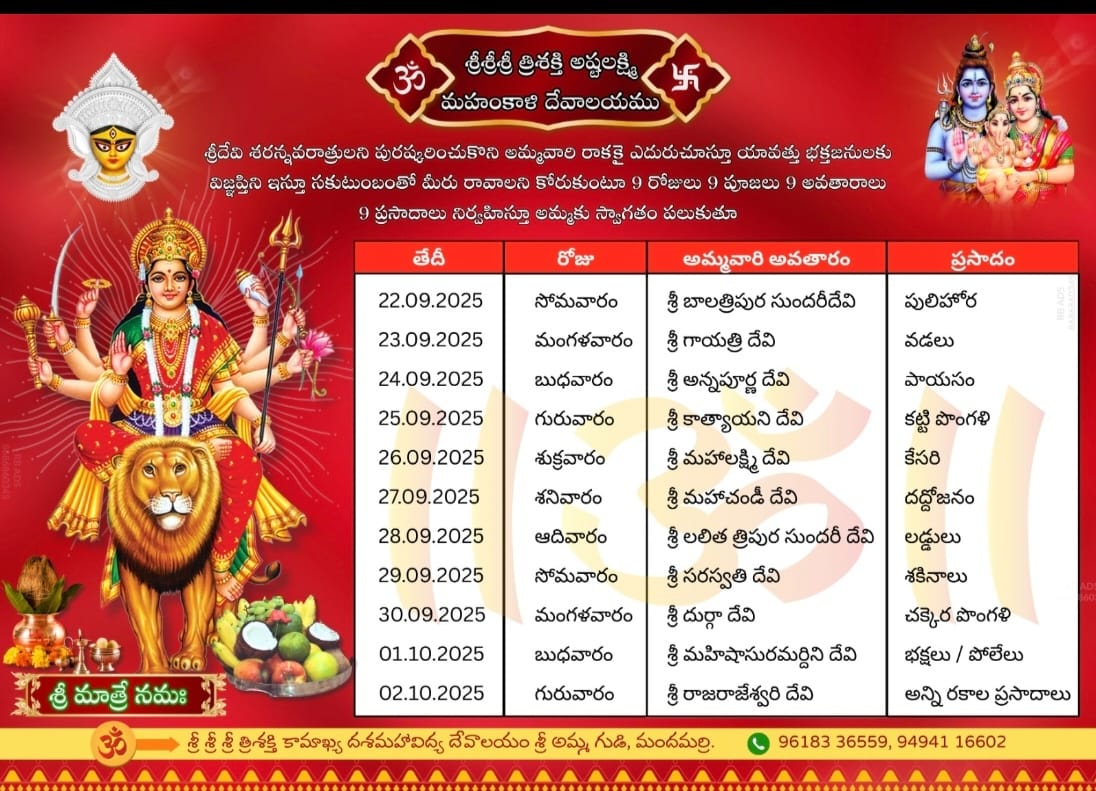 శ్రీశ్రీశ్రీ త్రిశక్తి అష్టలక్ష్మి
మహంకాళి దేవాలయము
శ్రీదేవి శరన్నవరాత్రులని పురష్కరించుకొని అమ్మవారి రాకకై ఎదురుచూస్తూ యావత్తు భక్తజనులకు
విజ్ఞప్తిని ఇస్తూ సకుటుంబంతో మీరు రావాలని కోరుకుంటూ 9 రోజులు 9 పూజలు 9 అవతారాలు
9 ప్రసాదాలు నిర్వహిస్తూ అమ్మకు స్వాగతం పలుకుతూ
తేదీ రోజు అమ్మవారి అవతారం ప్రసాదం
22.09.2025 సోమవారం శ్రీ బాలత్రిపుర సుందరీదేవి పులిహోర
23.09.2025 మంగళవారం శ్రీ గాయత్రి దేవి వడలు
24.09.2025 బుధవారం శ్రీ అన్నపూర్ణ దేవి పాయసం
25.09.2025 గురువారం శ్రీ కాత్యాయని దేవి కట్టి పొంగళి
26.09.2025 శుక్రవారం శ్రీ మహాలక్ష్మి దేవి కేసరి
27.09.2025 శనివారం శ్రీ మహాచండీ దేవి దద్దోజనం
28.09.2025 ఆదివారం శ్రీ లలిత త్రిపుర సుందరీ దేవి లడ్డులు
29.09.2025 సోమవారం శ్రీ సరస్వతి దేవి శకినాలు
30.09.2025 మంగళవారం శ్రీ దుర్గా దేవి చక్కెర పొంగళి
01.10.2025 బుధవారం శ్రీ మహిషాసురమర్దిని దేవి భక్షలు / పోలేలు
02.10.2025 గురువారం శ్రీ రాజరాజేశ్వరి దేవి అన్ని రకాల ప్రసాదాలు
శ్రీ మాత్రే నమః
ॐ శ్రీ శ్రీ శ్రీ త్రిశక్తి కామాఖ్య దశమహావిద్య దేవాలయం శ్రీ అమ్మ గుడి, మందమర్రి. 96183 36559, 94941 16602